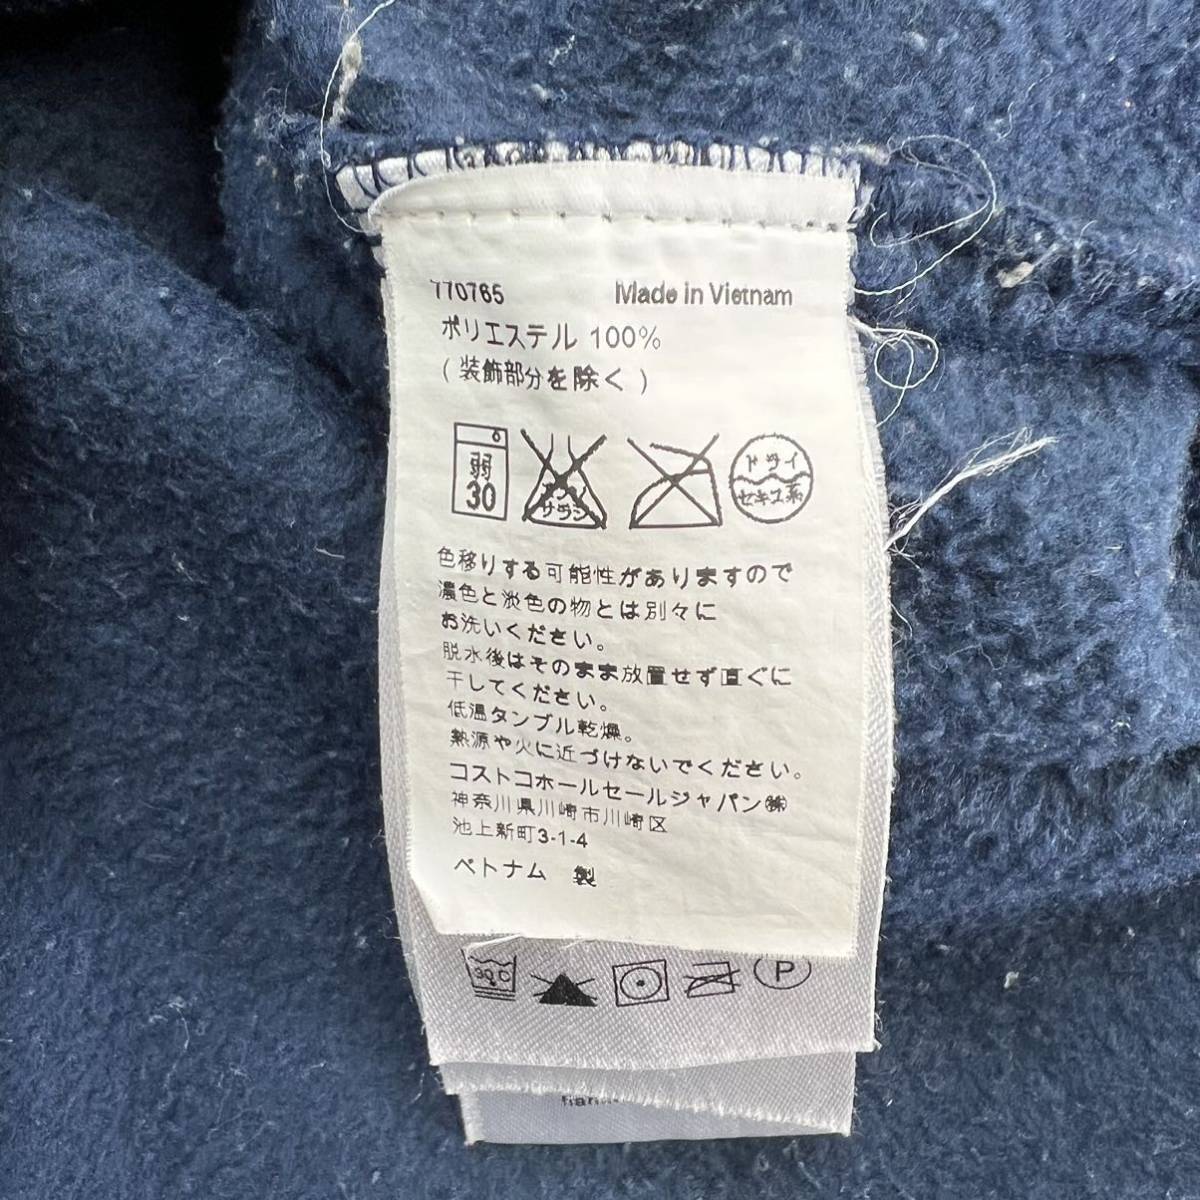 770765 Made in Vietnam
ポリエステル 100%
( 装飾部分を除く )
弱
30
エンソ
サラシ
ドライ
セキユ系
色移りする可能性がありますので
濃色と淡色の物とは別々に
お洗いください。
脱水後はそのまま放置せず直ぐに
干してください。
低温タンブル乾燥。
熱源や火に近づけないでください。
コストコホールセールジャパン㈱
神奈川県川崎市川崎区
池上新町3-1-4
ベトナム 製
30°C
P